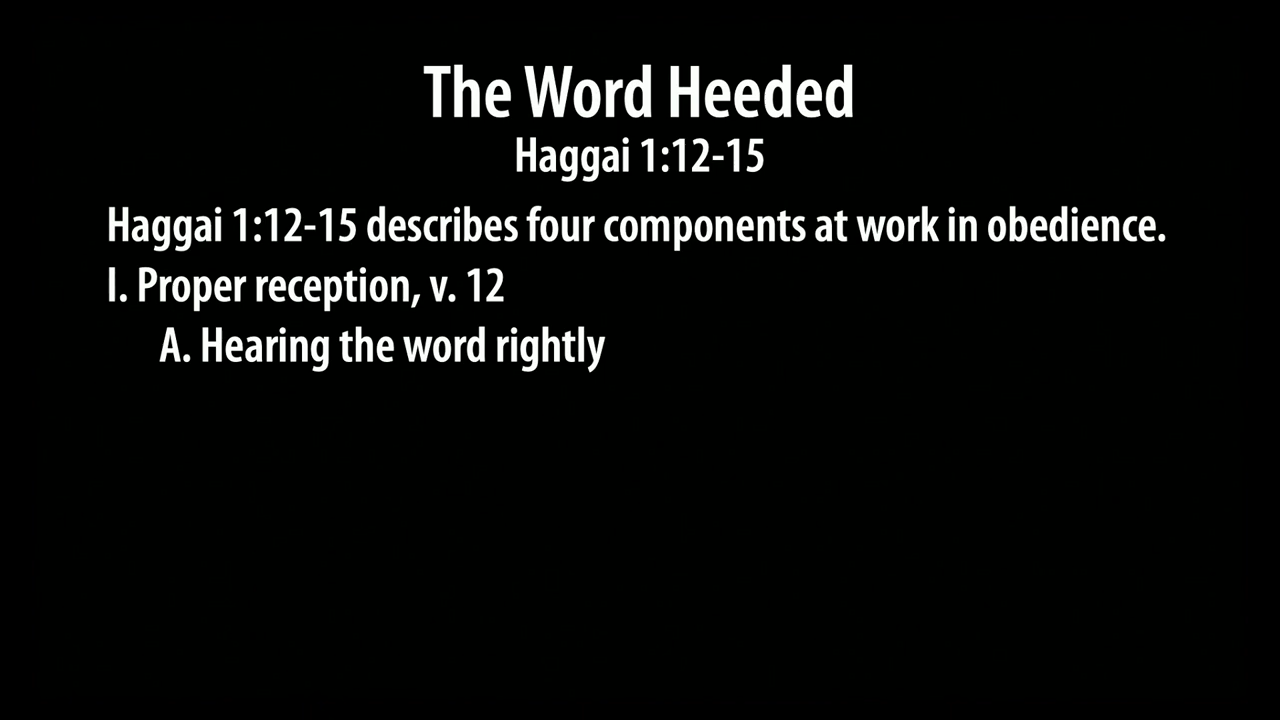 The Word Heeded
Haggai 1:12-15
Haggai 1:12-15 describes four components at work in obedience.
I. Proper reception, v. 12
A. Hearing the word rightly